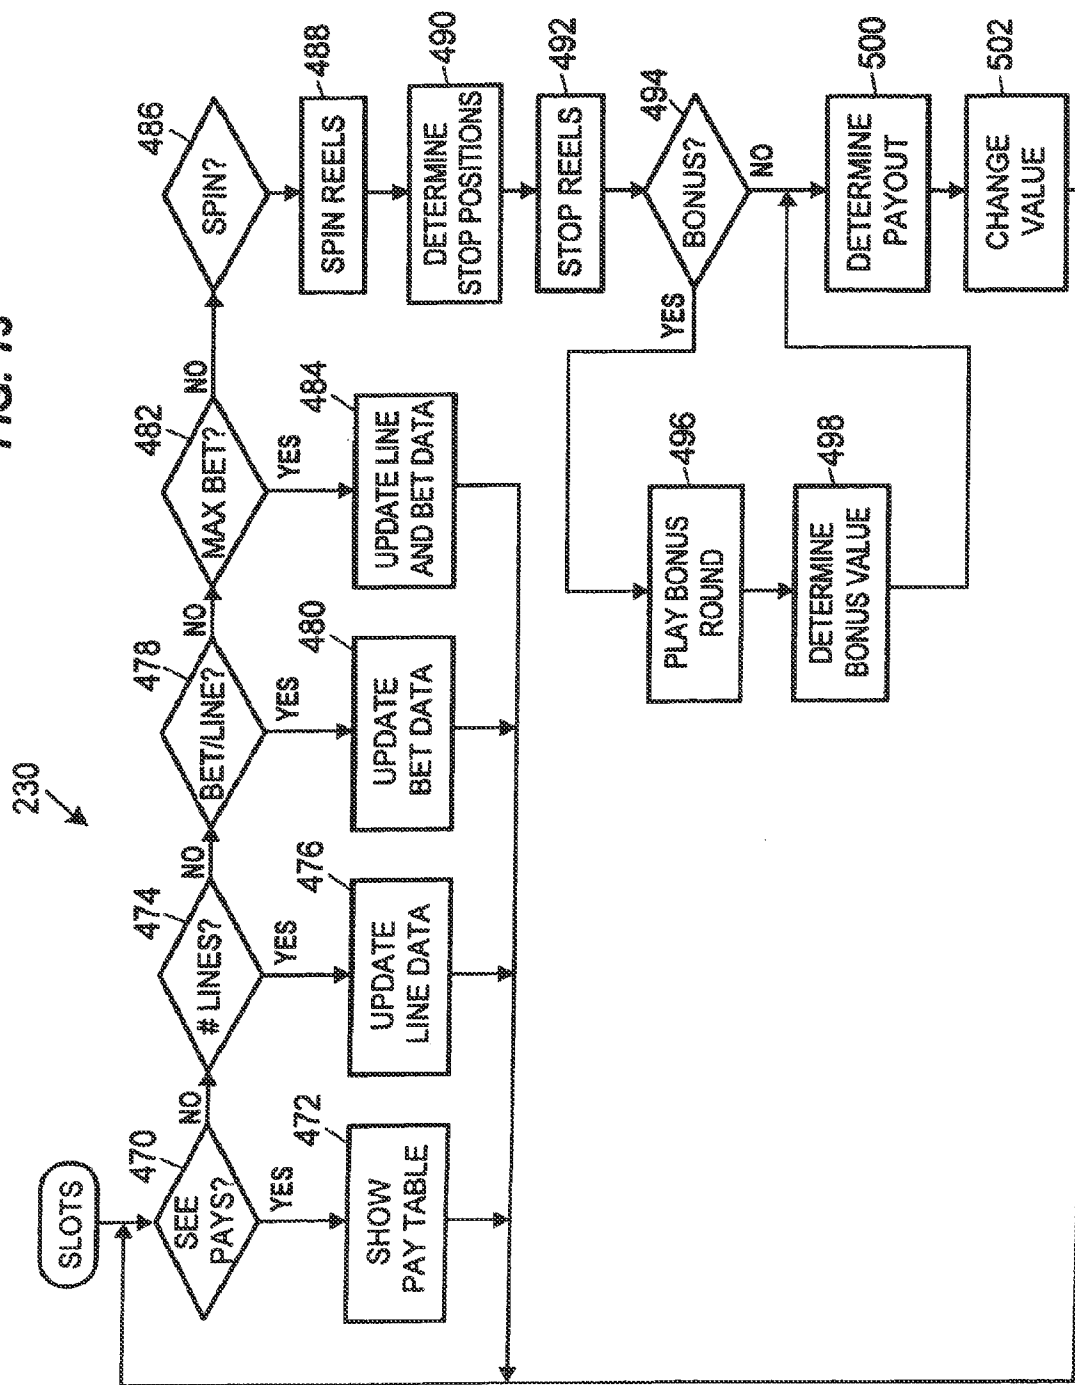 230
SLOTS
470
SEE
PAYS?
NO
YES
472
SHOW
PAY TABLE
474
# LINES?
NO
YES
476
UPDATE
LINE DATA
478
BET/LINE?
NO
YES
480
UPDATE
BET DATA
482
MAX BET?
NO
YES
484
UPDATE LINE
AND BET DATA
486
SPIN?
488
SPIN REELS
490
DETERMINE
STOP POSITIONS
492
STOP REELS
494
BONUS?
YES
NO
496
PLAY BONUS
ROUND
498
DETERMINE
BONUS VALUE
500
DETERMINE
PAYOUT
502
CHANGE
VALUE